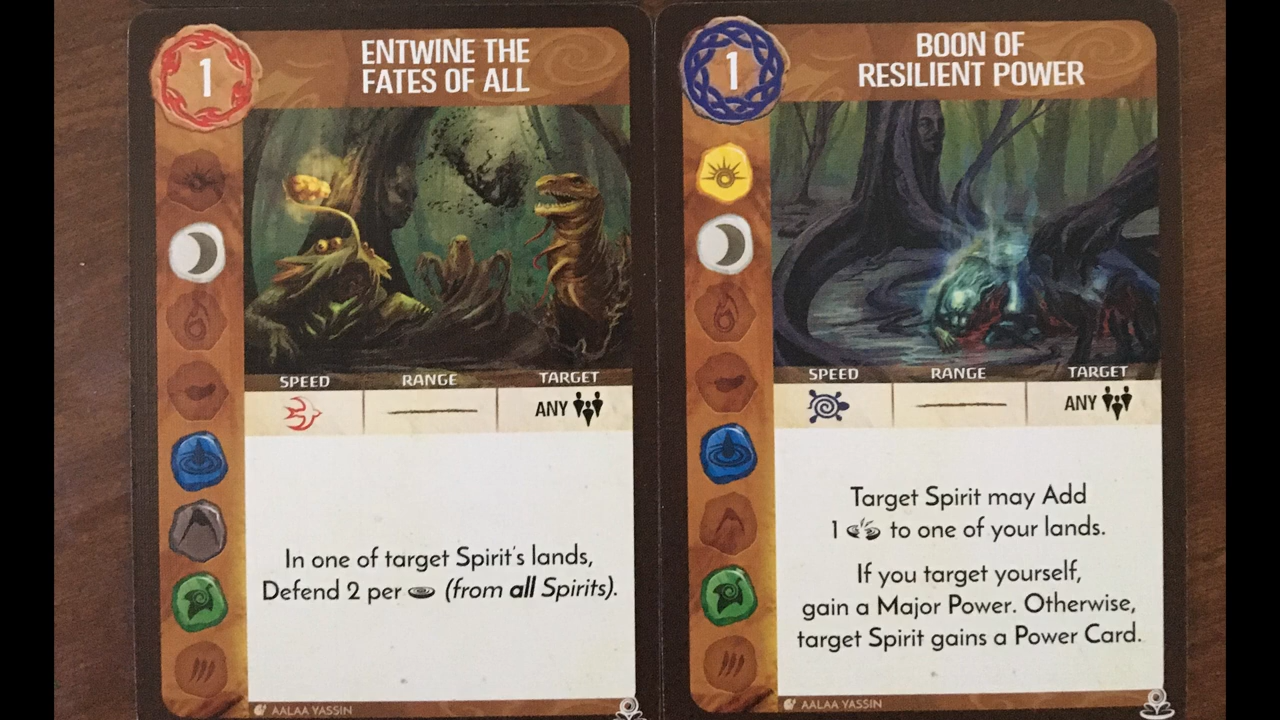 1
ENTWINE THE
FATES OF ALL
SPEED RANGE TARGET
ANY
In one of target Spirit's lands,
Defend 2 per (from all Spirits).
AALAA YASSIN
1
BOON OF
RESILIENT POWER
SPEED RANGE TARGET
ANY
Target Spirit may Add
1 to one of your lands.
If you target yourself,
gain a Major Power. Otherwise,
target Spirit gains a Power Card.
AALAA YASSIN